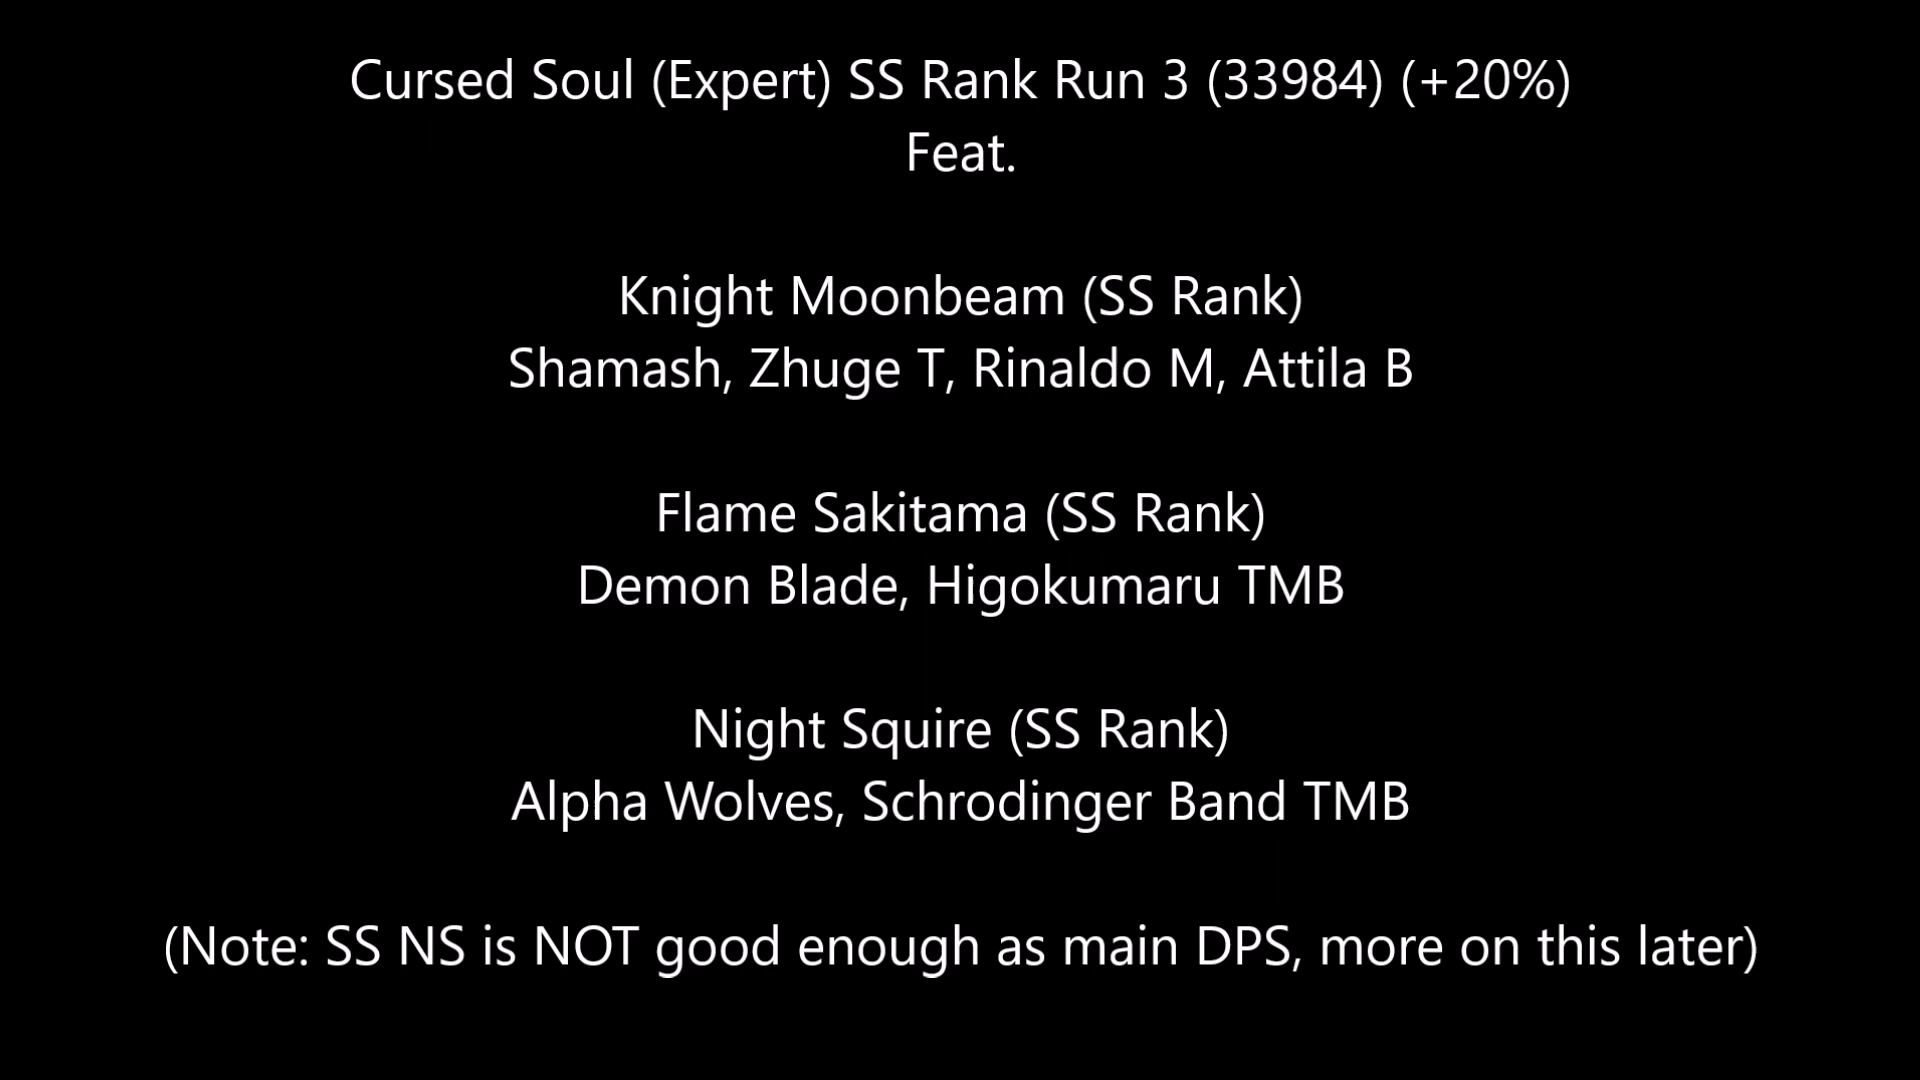 Cursed Soul (Expert) SS Rank Run 3 (33984) (+20%)
Feat.
Knight Moonbeam (SS Rank)
Shamash, Zhuge T, Rinaldo M, Attila B
Flame Sakitama (SS Rank)
Demon Blade, Higokumaru TMB
Night Squire (SS Rank)
Alpha Wolves, Schrodinger Band TMB
(Note: SS NS is NOT good enough as main DPS, more on this later)